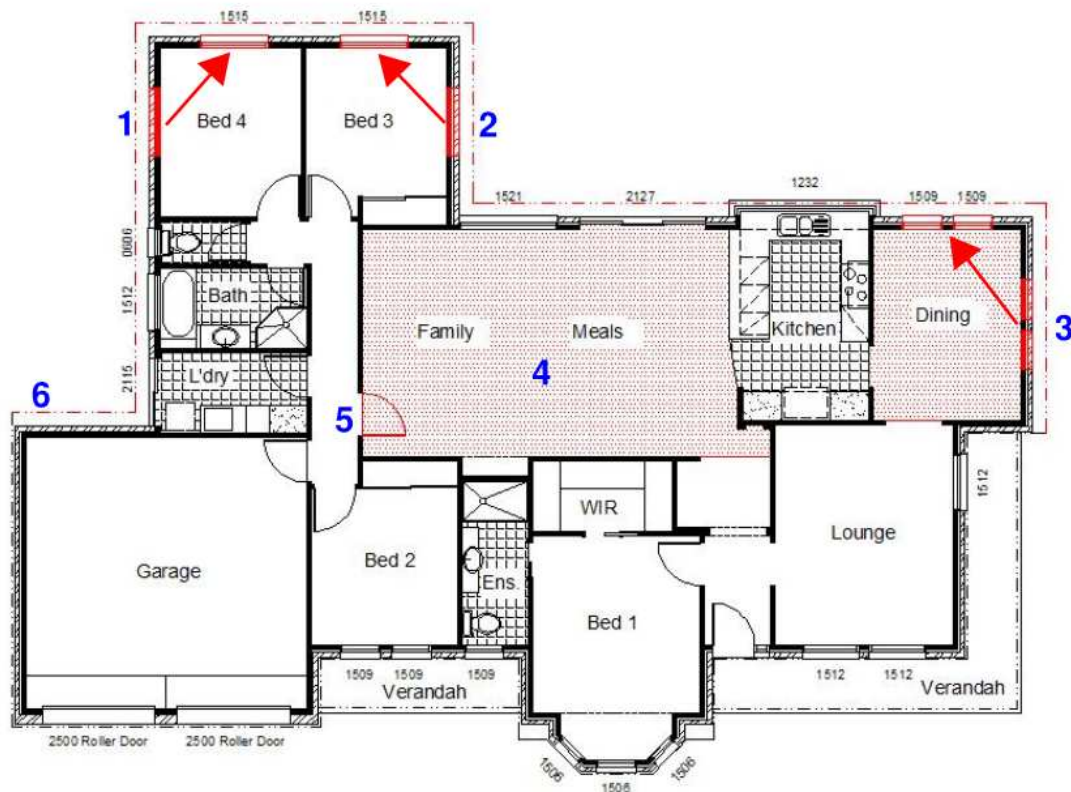 1515
1515
1
Bed 4
Bed 3
2
1521
2127
1232
1509
1509
0906
1512
Bath
Family
Meals
Kitchen
Dining
3
2115
L'dry
4
6
5
1512
WIR
Lounge
Garage
Bed 2
Ens.
Bed 1
1509
1509
1509
Verandah
1512
1512
Verandah
2500 Roller Door
2500 Roller Door
1506
1506
1506